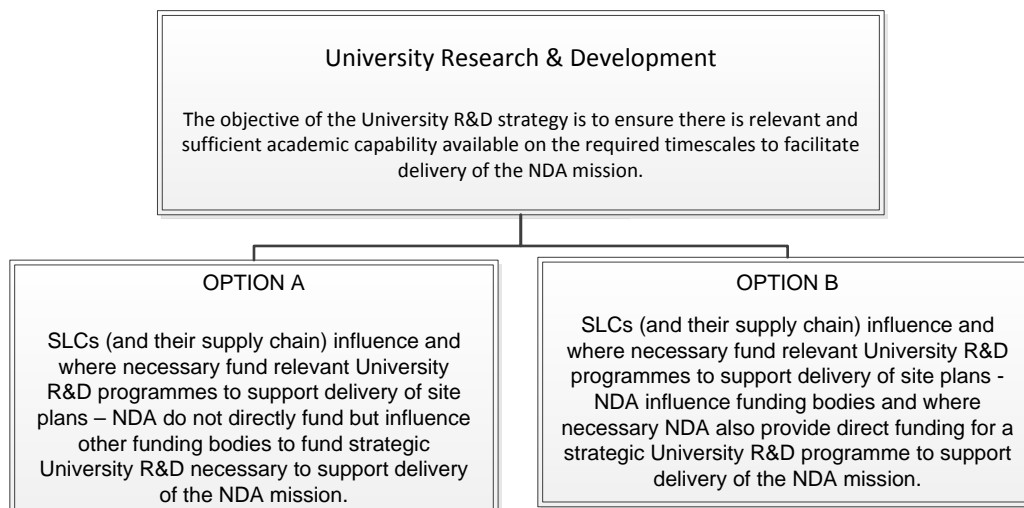 University Research & Development
The objective of the University R&D strategy is to ensure there is relevant and
sufficient academic capability available on the required timescales to facilitate
delivery of the NDA mission.
OPTION A
SLCs (and their supply chain) influence and
where necessary fund relevant University
R&D programmes to support delivery of site
plans – NDA do not directly fund but influence
other funding bodies to fund strategic
University R&D necessary to support delivery
of the NDA mission.
OPTION B
SLCs (and their supply chain) influence and
where necessary fund relevant University R&D
programmes to support delivery of site plans -
NDA influence funding bodies and where
necessary NDA also provide direct funding for a
strategic University R&D programme to support
delivery of the NDA mission.